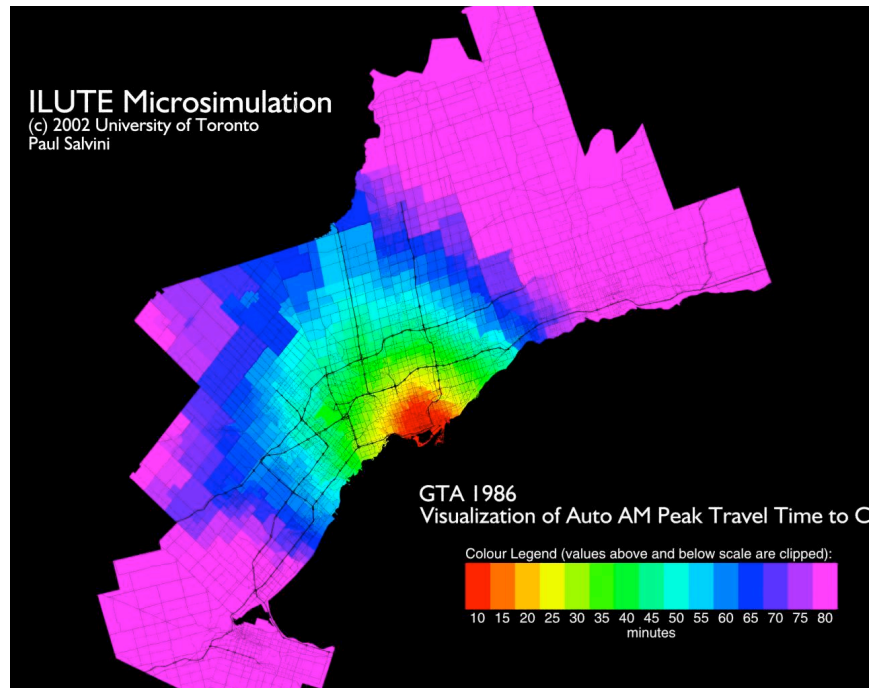 ILUTE Microsimulation
(c) 2002 University of Toronto
Paul Salvini
GTA 1986
Visualization of Auto AM Peak Travel Time to C
Colour Legend (values above and below scale are clipped):
10 15 20 25 30 35 40 45 55 55 60 65 70 75 80
minutes